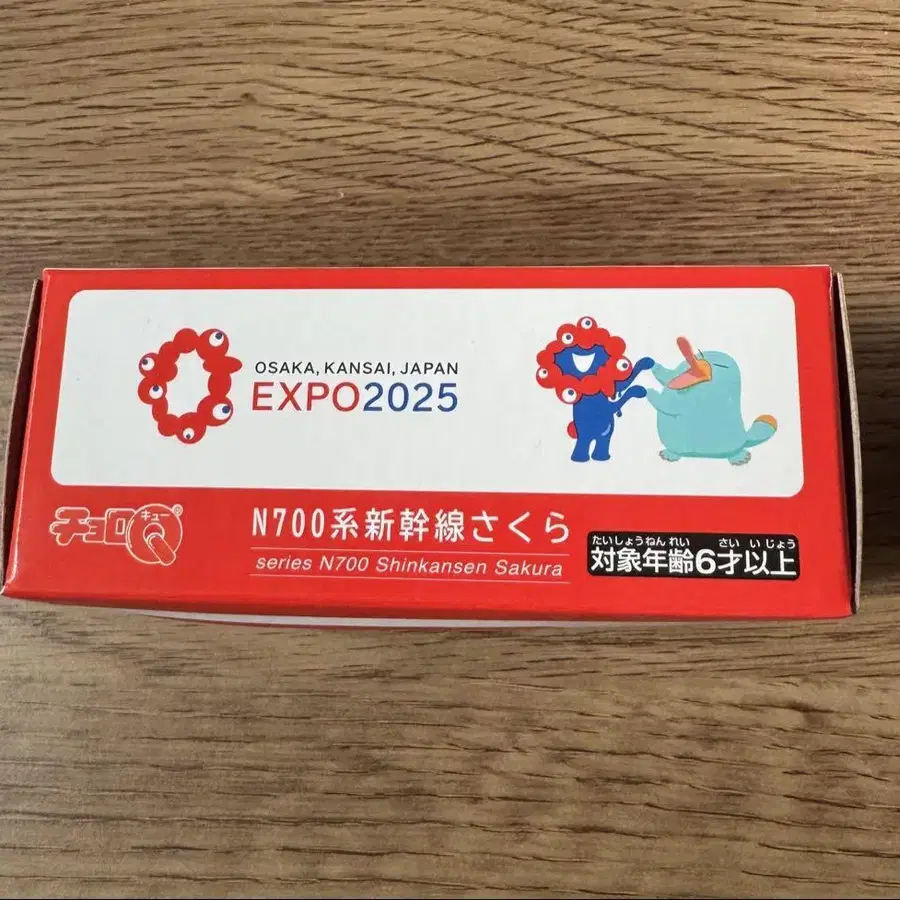 OSAKA, KANSAI, JAPAN
EXPO2025
チョロQ
キュー
®
N700系新幹線さくら
series N700 Shinkansen Sakura
たいしょうねんれい さいいじょう
対象年齢6才以上